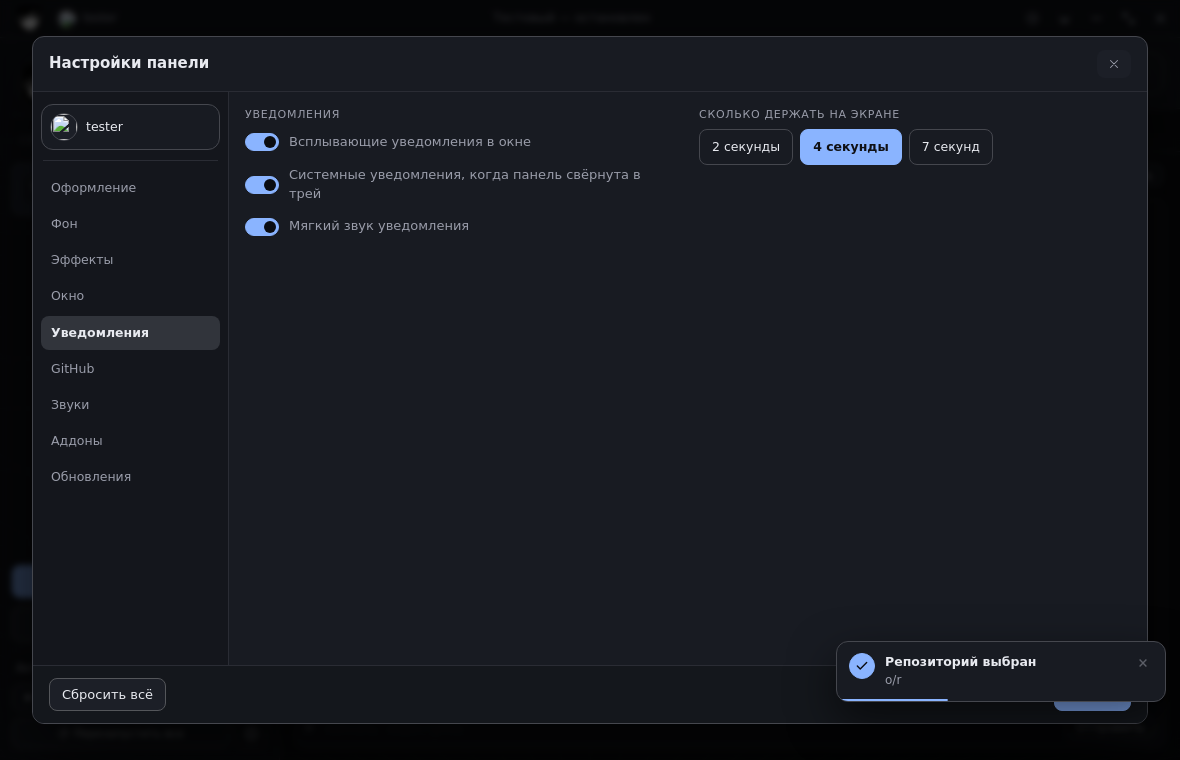 Настройки панели
tester
Оформление
Фон
Эффекты
Окно
Уведомления
GitHub
Звуки
Аддоны
Обновления
УВЕДОМЛЕНИЯ
Всплывающие уведомления в окне
Системные уведомления, когда панель свёрнута в
трей
Мягкий звук уведомления
СКОЛЬКО ДЕРЖАТЬ НА ЭКРАНЕ
2 секунды
4 секунды
7 секунд
Сбросить всё
Репозиторий выбран
o/r